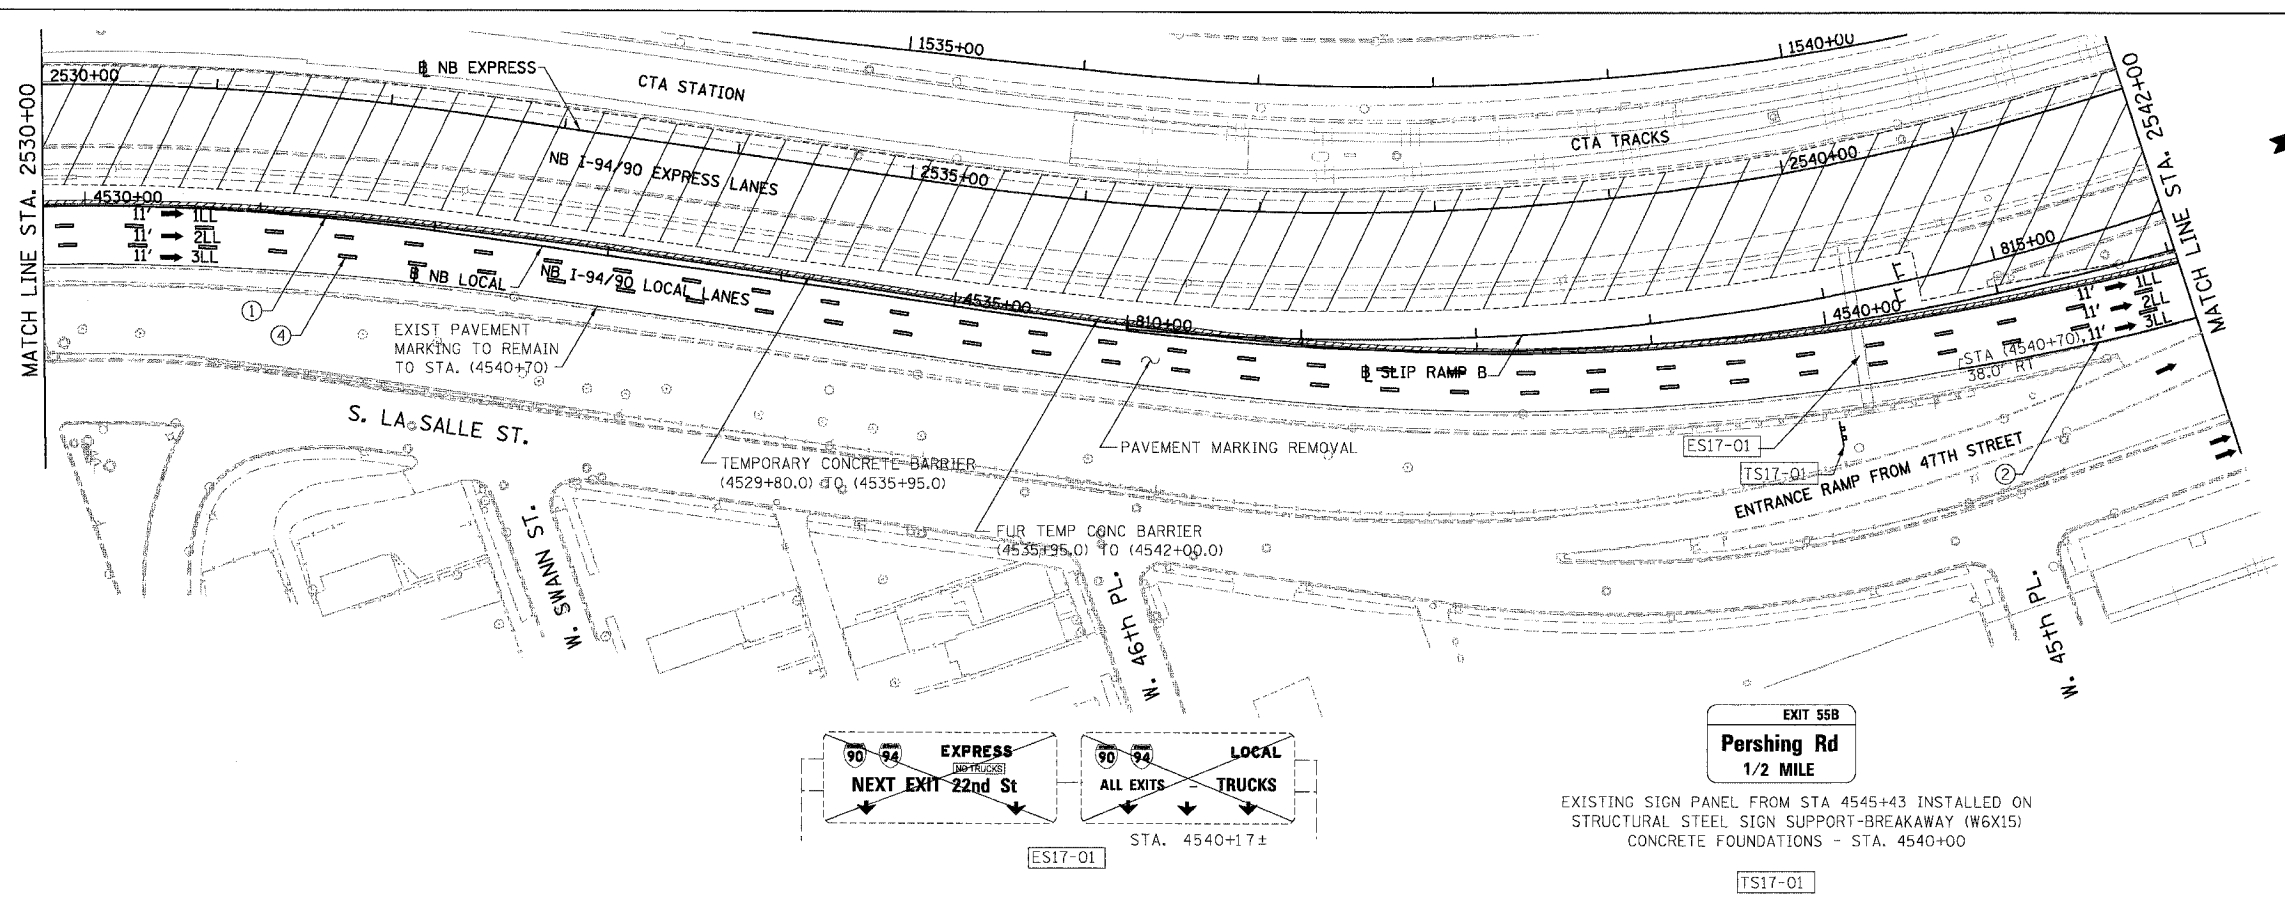 1535+00
1540+00
MATCH LINE STA. 2530+00
2530+00
℄ NB EXPRESS
CTA STATION
CTA TRACKS
MATCH LINE STA. 2542+00
NB I-94/90 EXPRESS LANES
2535+00
2540+00
4530+00
11' 1LL
11' 2LL
11' 3LL
815+00
℄ NB LOCAL
NB I-94/90 LOCAL LANES
4535+00
810+00
4540+00
LT TT
11' 1LL
11' 2LL
11' 3LL
1
4
EXIST PAVEMENT
MARKING TO REMAIN
TO STA. (4540+70)
℄ SLIP RAMP B
STA (4540+70),
38.0' RT
S. LA SALLE ST.
PAVEMENT MARKING REMOVAL
ES17-01
TS17-01
TEMPORARY CONCRETE BARRIER
(4529+80.0) TO (4535+95.0)
ENTRANCE RAMP FROM 47TH STREET
2
FUR TEMP CONC BARRIER
(4535+95.0) TO (4542+00.0)
W. SWANN ST.
W. 46th PL.
W. 45th PL.
90 94 EXPRESS
NO TRUCKS
NEXT EXIT 22nd St
90 94 LOCAL
ALL EXITS - TRUCKS
STA. 4540+17±
ES17-01
EXIT 55B
Pershing Rd
1/2 MILE
EXISTING SIGN PANEL FROM STA 4545+43 INSTALLED ON
STRUCTURAL STEEL SIGN SUPPORT-BREAKAWAY (W6X15)
CONCRETE FOUNDATIONS - STA. 4540+00
TS17-01